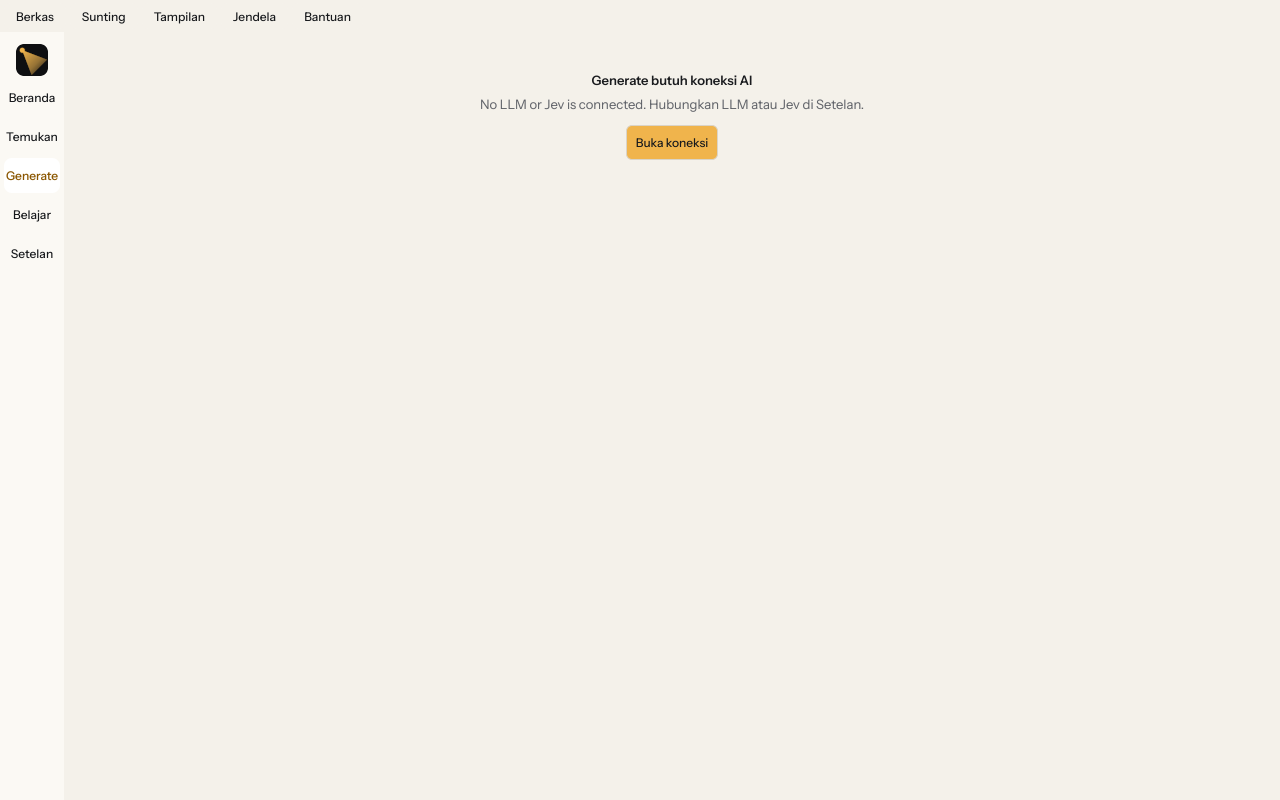 Berkas
Sunting
Tampilan
Jendela
Bantuan
Beranda
Temukan
Generate
Belajar
Setelan
Generate butuh koneksi AI
No LLM or Jev is connected. Hubungkan LLM atau Jev di Setelan.
Buka koneksi